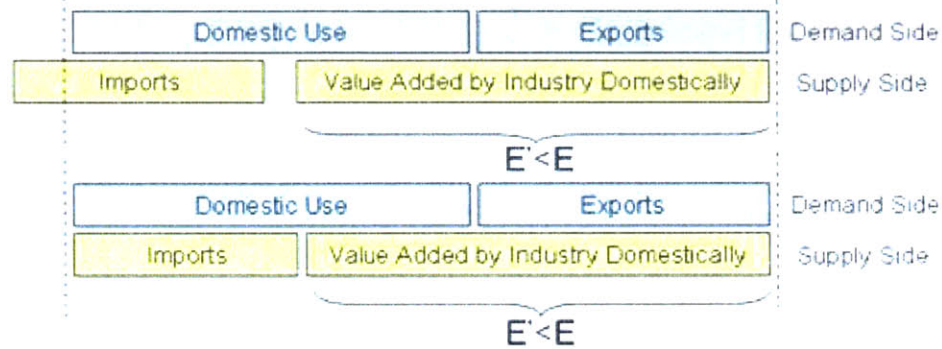 Domestic Use Exports Demand Side
Imports Value Added by Industry Domestically Supply Side
E'<E
Domestic Use Exports Demand Side
Imports Value Added by Industry Domestically Supply Side
E'<E